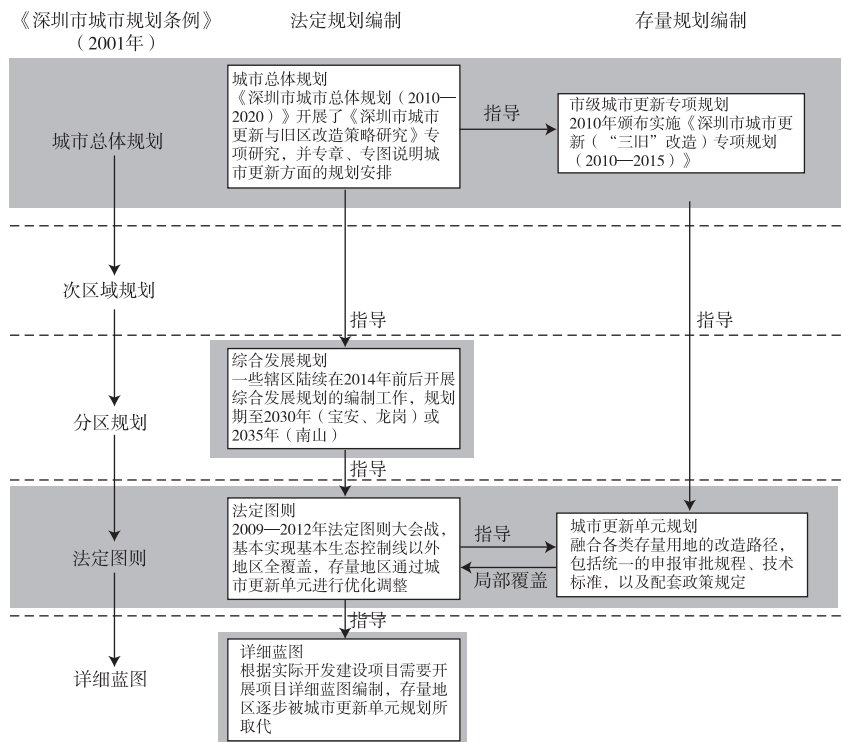 《深圳市城市规划条例》
（2001年）
法定规划编制
存量规划编制
城市总体规划
城市总体规划
《深圳市城市总体规划（2010—
2020）》开展了《深圳市城市
更新与旧区改造策略研究》专
项研究，并专章、专图说明城
市更新方面的规划安排
指导
市级城市更新专项规划
2010年颁布实施《深圳市城市更
新（“三旧”改造）专项规划
（2010—2015）》
次区域规划
指导
指导
分区规划
综合发展规划
一些辖区陆续在2014年前后开展
综合发展规划的编制工作，规划
期至2030年（宝安、龙岗）或
2035年（南山）
指导
法定图则
法定图则
2009—2012年法定图则大会战，
基本实现基本生态控制线以外
地区全覆盖，存量地区通过城
市更新单元进行优化调整
指导
局部覆盖
城市更新单元规划
融合各类存量用地的改造路径，
包括统一的申报审批规程、技术
标准，以及配套政策规定
指导
详细蓝图
详细蓝图
根据实际开发建设项目需要开
展项目详细蓝图编制，存量地
区逐步被城市更新单元规划所
取代